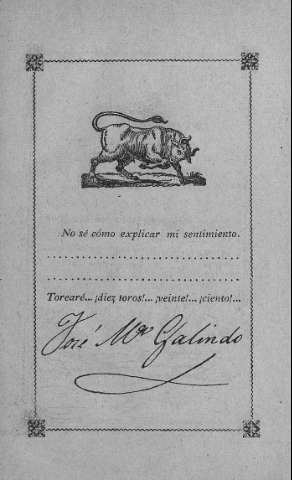 No sé cómo explicar mi sentimiento.
........................................
........................................
Torearé... ¡diez toros!... ¡veinte!... ¡ciento!...
José Mª Galindo